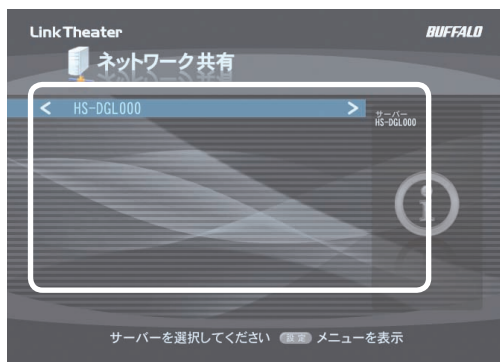 LinkTheater
BUFFALO
ネットワーク共有
< HS-DGL000 >
サーバー
HS-DGL000
サーバーを選択してください 設定 メニューを表示